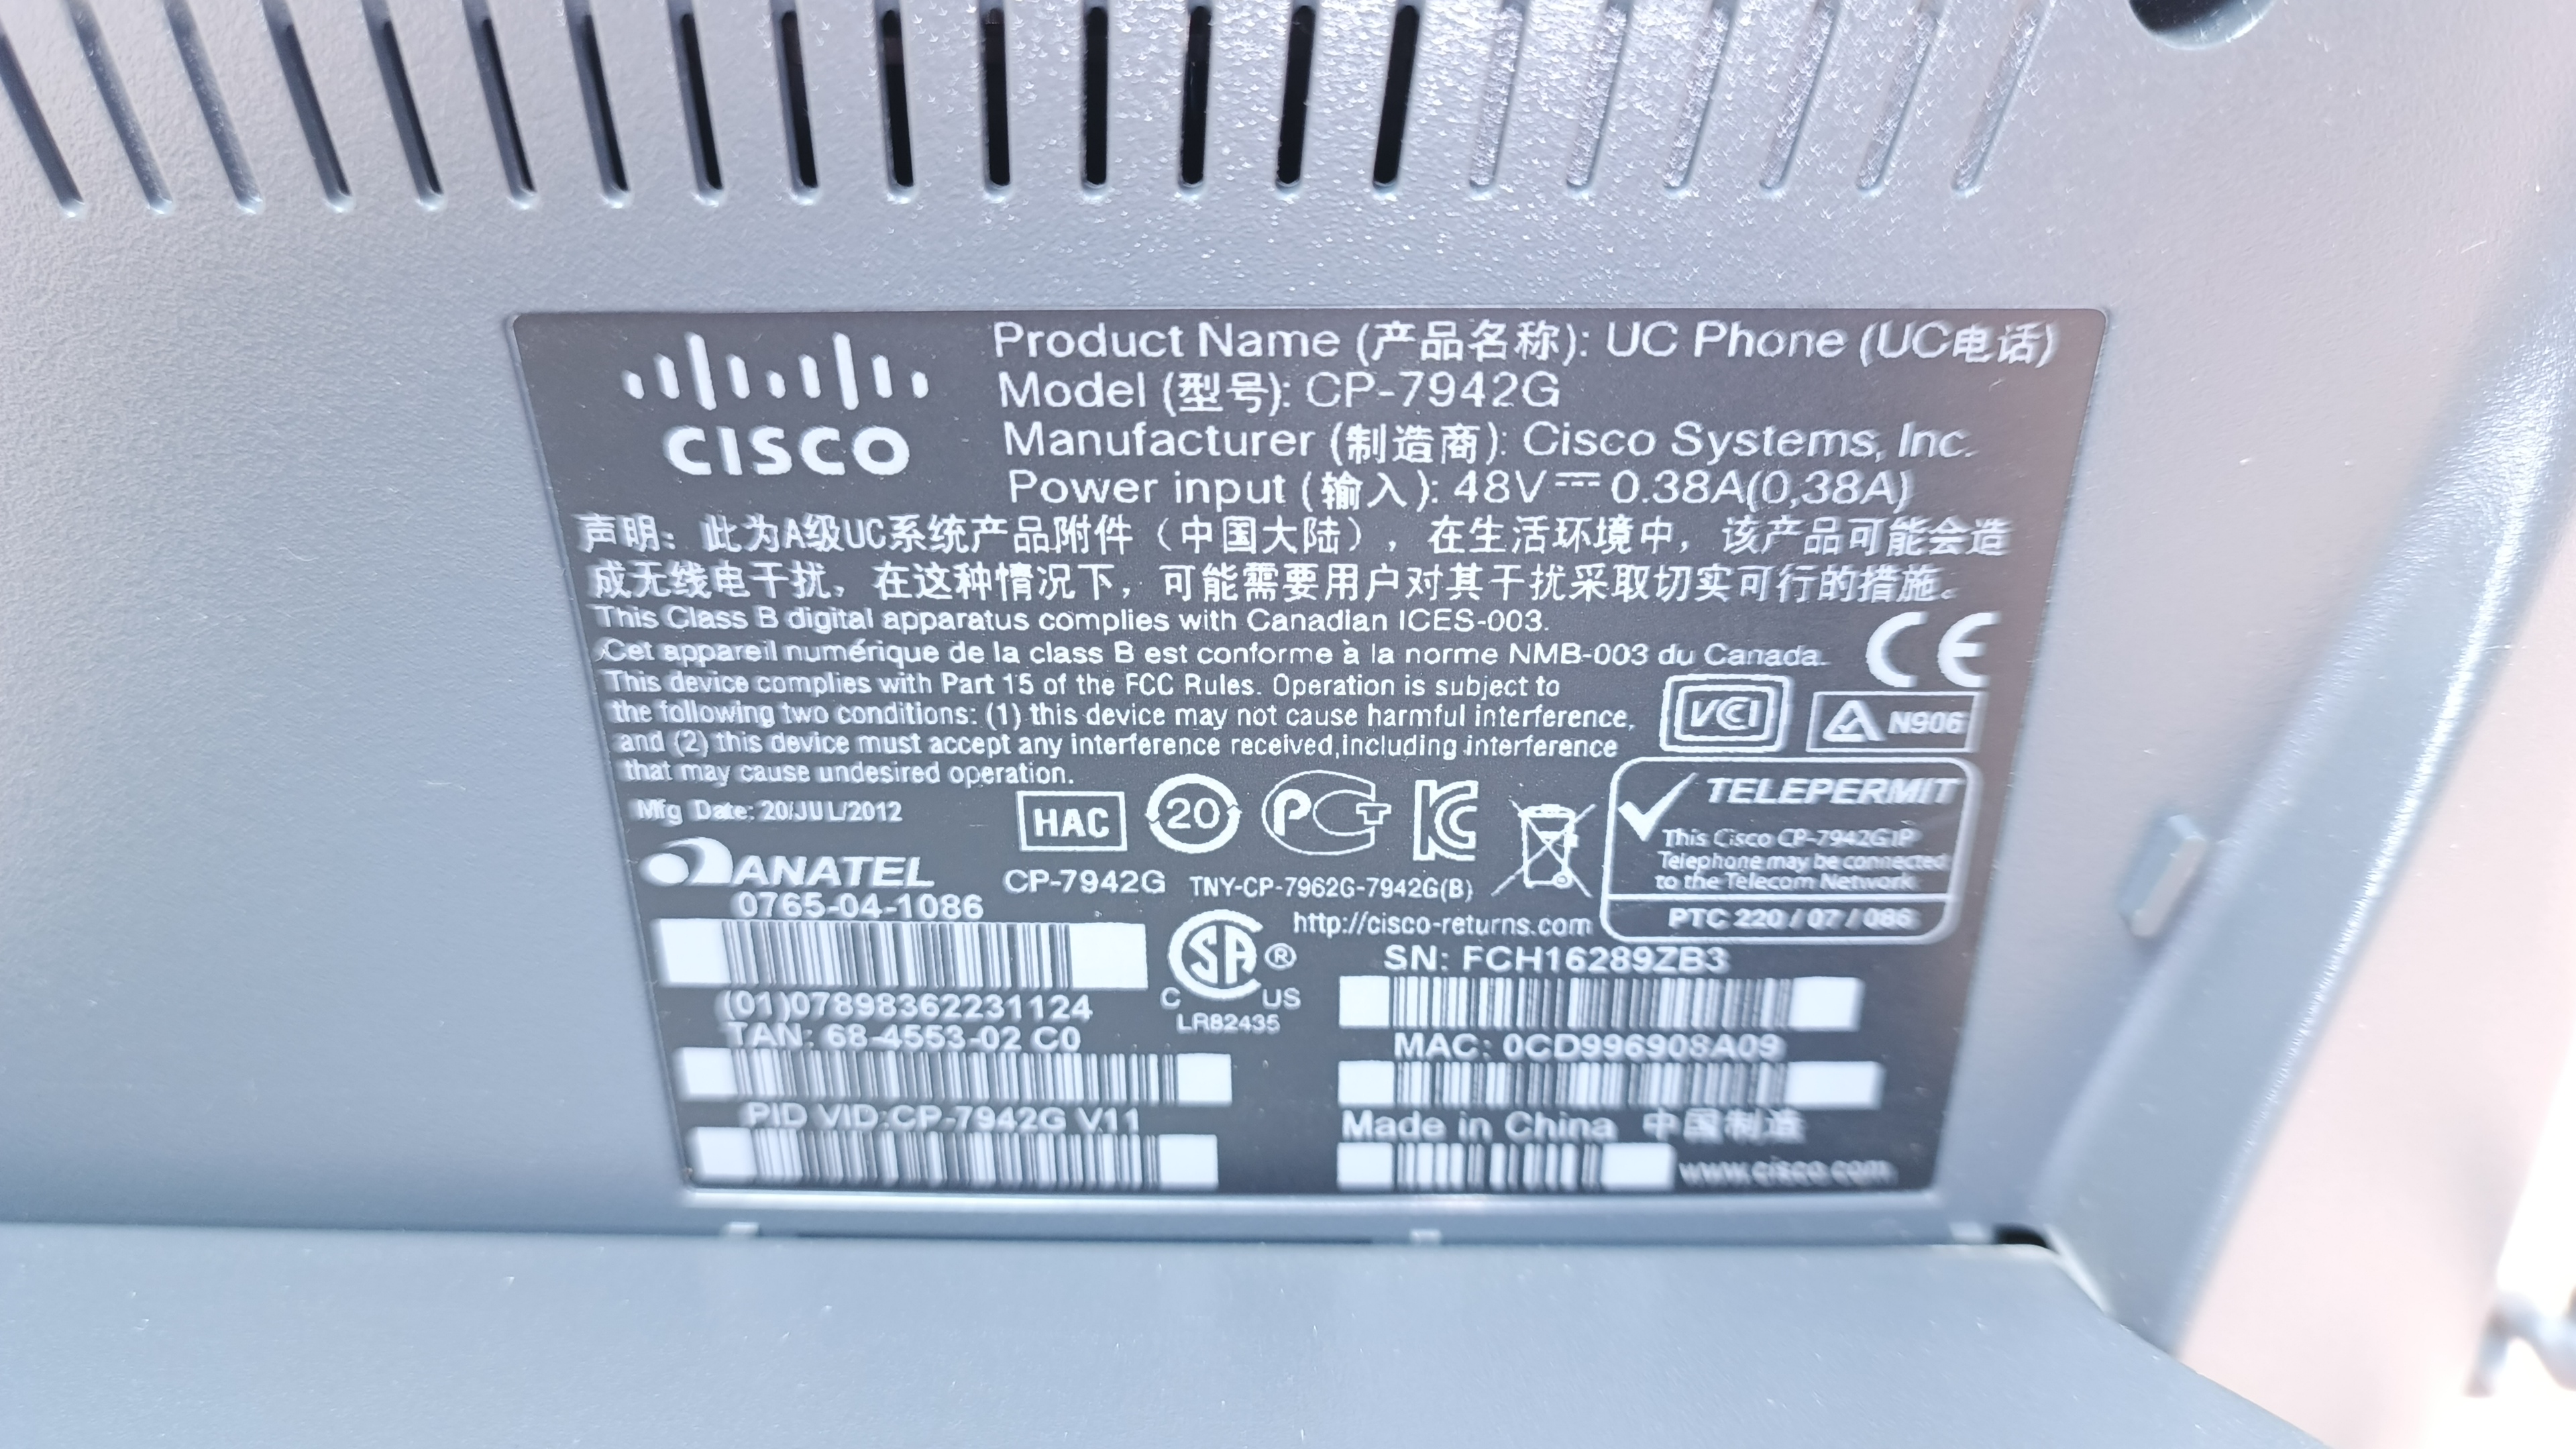 CISCO
Product Name (产品名称): UC Phone (UC电话)
Model (型号): CP-7942G
Manufacturer (制造商): Cisco Systems, Inc.
Power input (输入): 48V⎓0.38A(0,38A)
声明：此为A级UC系统产品附件（中国大陆），在生活环境中，该产品可能会造
成无线电干扰，在这种情况下，可能需要用户对其干扰采取切实可行的措施。
This Class B digital apparatus complies with Canadian ICES-003.
Cet appareil numérique de la class B est conforme à la norme NMB-003 du Canada.
CE
This device complies with Part 15 of the FCC Rules. Operation is subject to
the following two conditions: (1) this device may not cause harmful interference,
and (2) this device must accept any interference received,including interference
that may cause undesired operation.
VCI
N906
Mfg Date: 20/JUL/2012
HAC
20
PCT
KC
TELEPERMIT
This Cisco CP-7942G IP
Telephone may be connected
to the Telecom Network
PTC 220 / 07 / 086
ANATEL
0765-04-1086
CP-7942G
TNY-CP-7962G-7942G(B)
http://cisco-returns.com
(01)07898362231124
TAN: 68-4553-02 C0
PID VID:CP-7942G V11
SA ®
C US
LR82435
SN: FCH16289ZB3
MAC: 0CD996908A09
Made in China 中国制造
www.cisco.com